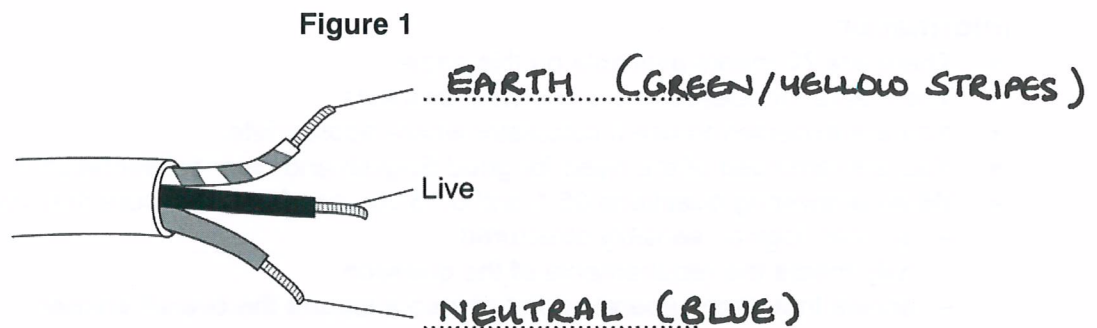 Figure 1
EARTH (GREEN/YELLOW STRIPES)
Live
NEUTRAL (BLUE)